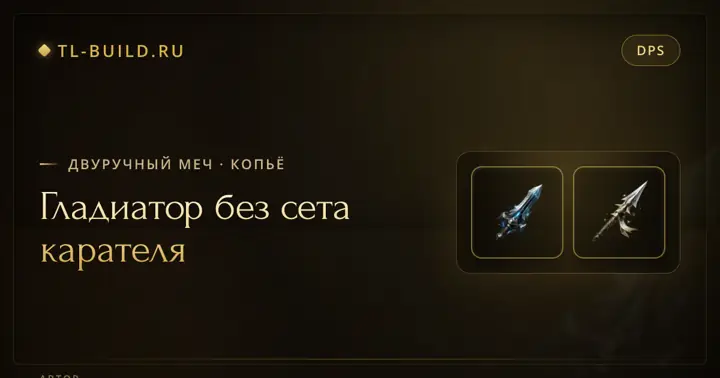 TL-BUILD.RU
DPS
ДВУРУЧНЫЙ МЕЧ · КОПЬЁ
Гладиатор без сета
карателя